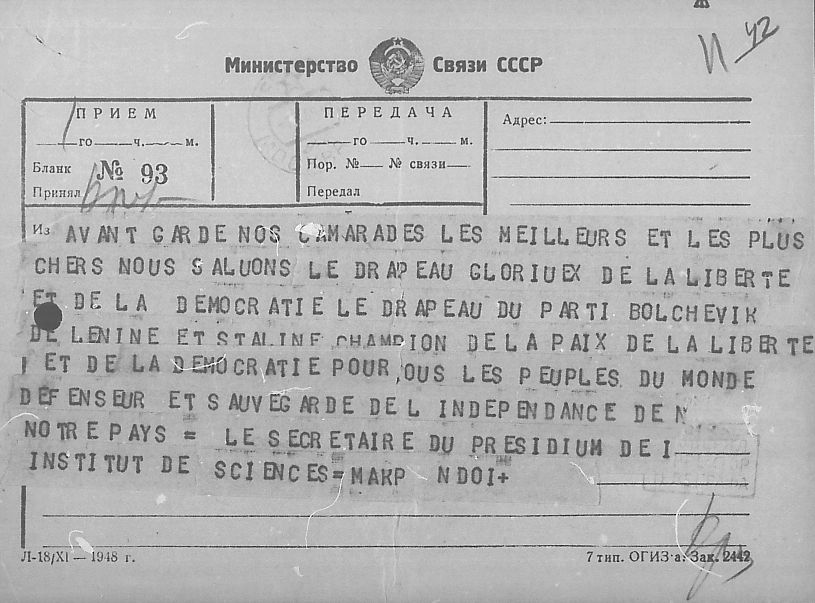 И 42
Министерство Связи СССР
ПРИЕМ
го ч. м.
Бланк № 93
Принял
ПЕРЕДАЧА
го ч. м.
Пор. № № связи
Передал
Адрес:
Из AVANT GARDE NOS CAMARADES LES MEILLEURS ET LES PLUS
CHERS NOUS SALUONS LE DRAPEAU GLORIUEX DE LA LIBERTE
ET DE LA DEMOCRATIE LE DRAPEAU DU PARTI BOLCHEVIK
DE LENINE ET STALINE CHAMPION DE LA PAIX DE LA LIBERTE
ET DE LA DEMOCRATIE POUR OUS LES PEUPLES DU MONDE
DEFENSEUR ET SAUVEGARDE DE L INDEPENDANCE DE N
NOTRE PAYS = LE SECRETAIRE DU PRESIDIUM DE I
INSTITUT DE SCIENCES = MAKP NDOI+
Л-18/XI — 1948 г.
7 тип. ОГИЗ·а. Зак. 2442